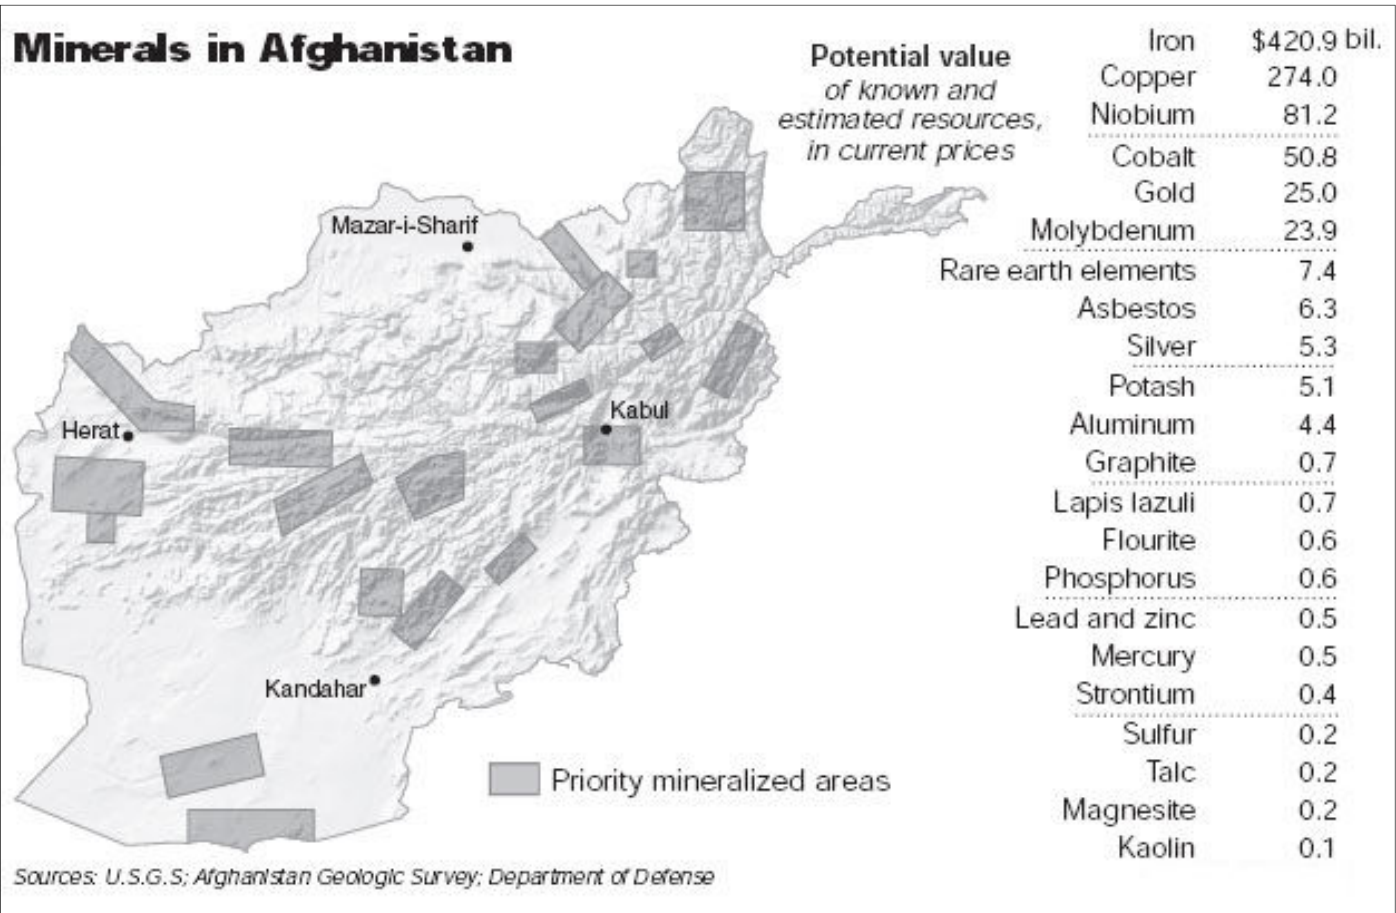 Minerals in Afghanistan
Potential value
of known and
estimated resources,
in current prices
Iron $420.9 bil.
Copper 274.0
Niobium 81.2
Cobalt 50.8
Gold 25.0
Molybdenum 23.9
Rare earth elements 7.4
Asbestos 6.3
Silver 5.3
Potash 5.1
Aluminum 4.4
Graphite 0.7
Lapis lazuli 0.7
Flourite 0.6
Phosphorus 0.6
Lead and zinc 0.5
Mercury 0.5
Strontium 0.4
Sulfur 0.2
Talc 0.2
Magnesite 0.2
Kaolin 0.1
Mazar-i-Sharif
Kabul
Herat
Kandahar
Priority mineralized areas
Sources: U.S.G.S; Afghanistan Geologic Survey; Department of Defense